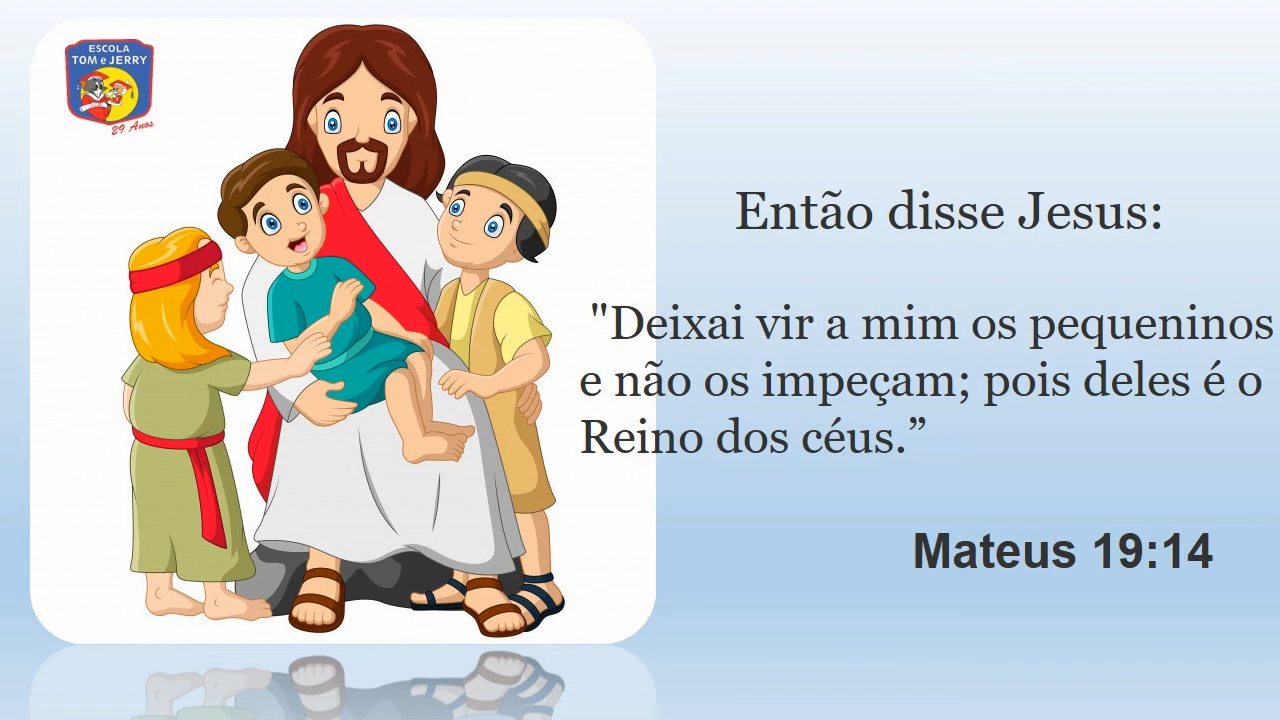 ESCOLA
TOM e JERRY
29 Anos
Então disse Jesus:
"Deixai vir a mim os pequeninos
e não os impeçam; pois deles é o
Reino dos céus.”
Mateus 19:14